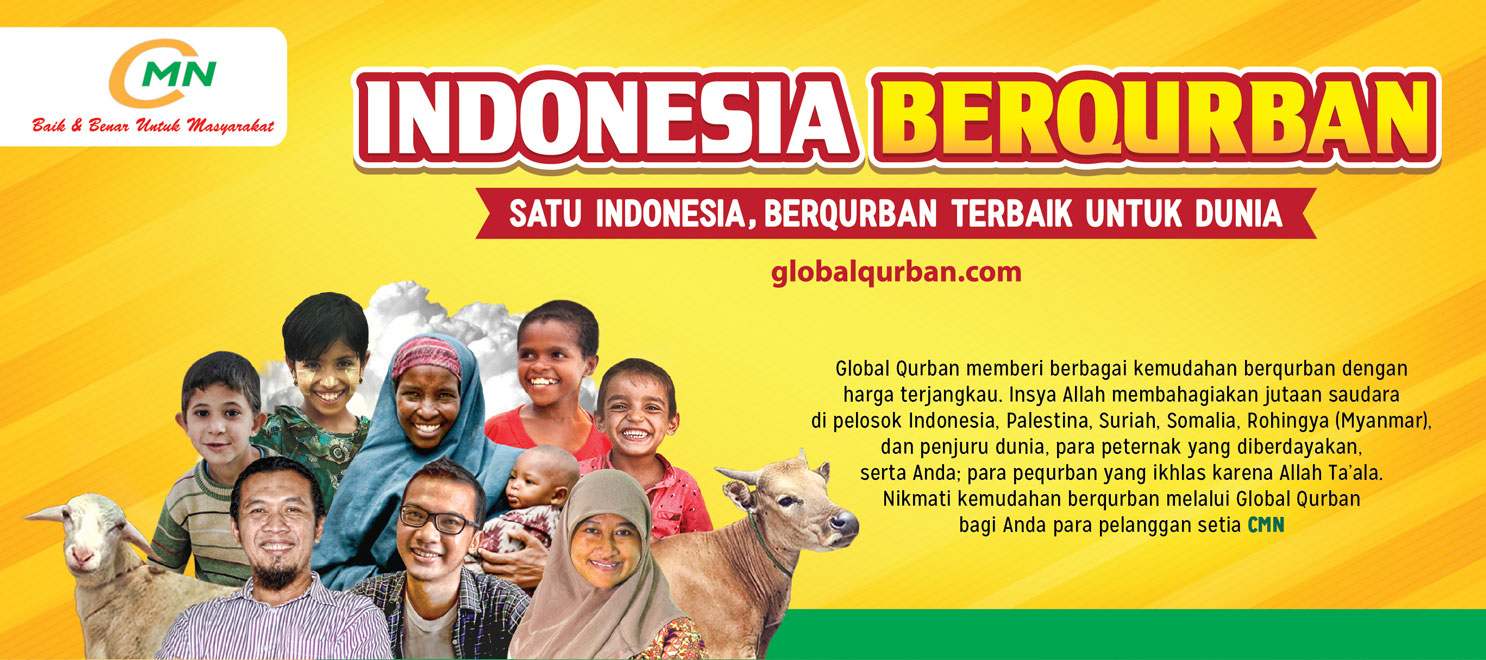 CMN
Baik & Benar Untuk Masyarakat
INDONESIA BERQURBAN
SATU INDONESIA, BERQURBAN TERBAIK UNTUK DUNIA
globalqurban.com
Global Qurban memberi berbagai kemudahan berqurban dengan
harga terjangkau. Insya Allah membahagiakan jutaan saudara
di pelosok Indonesia, Palestina, Suriah, Somalia, Rohingya (Myanmar),
dan penjuru dunia, para peternak yang diberdayakan,
serta Anda; para pequrban yang ikhlas karena Allah Ta'ala.
Nikmati kemudahan berqurban melalui Global Qurban
bagi Anda para pelanggan setia CMN